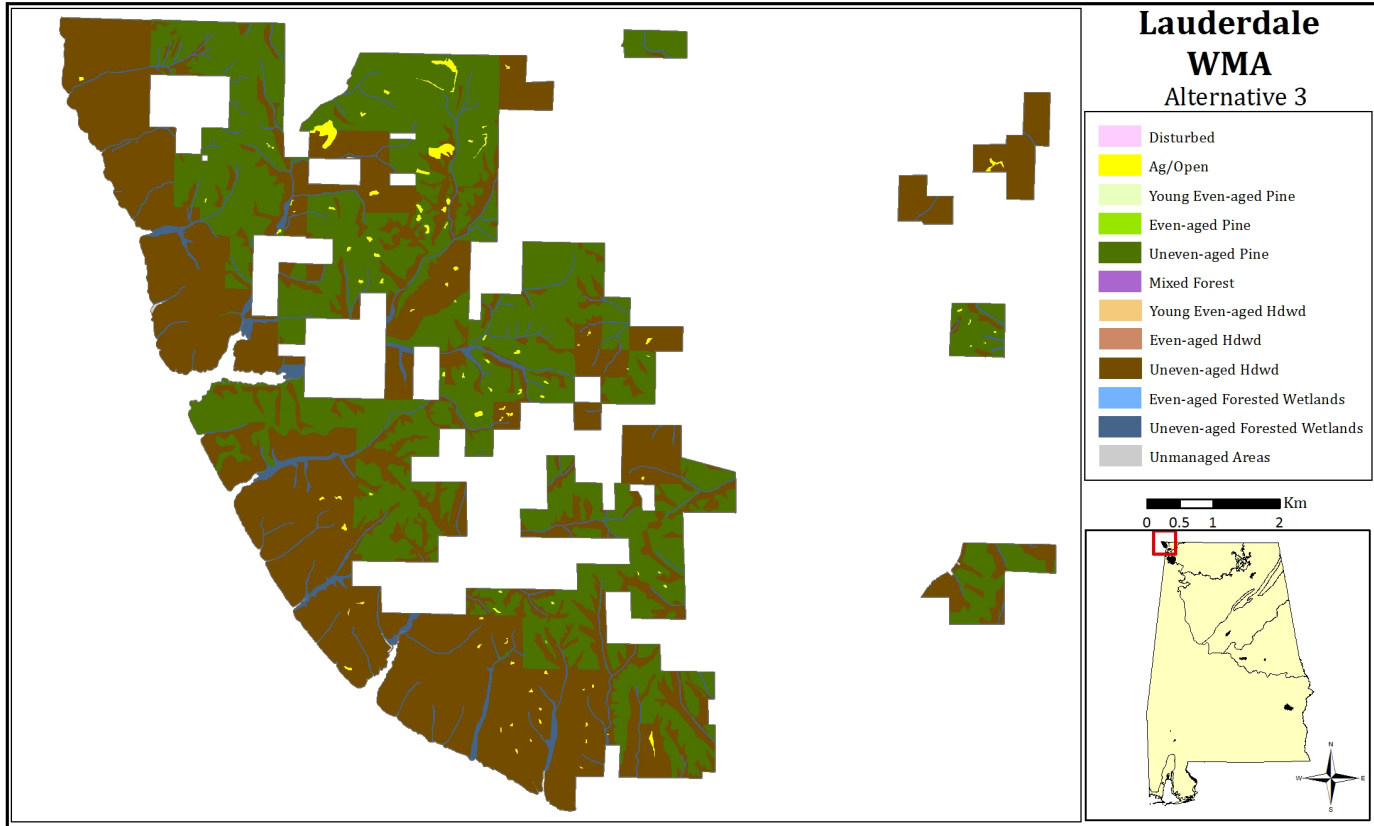 Lauderdale
WMA
Alternative 3
Disturbed
Ag/Open
Young Even-aged Pine
Even-aged Pine
Uneven-aged Pine
Mixed Forest
Young Even-aged Hdwd
Even-aged Hdwd
Uneven-aged Hdwd
Even-aged Forested Wetlands
Uneven-aged Forested Wetlands
Unmanaged Areas
Km
0 0.5 1 2
N
W E
S